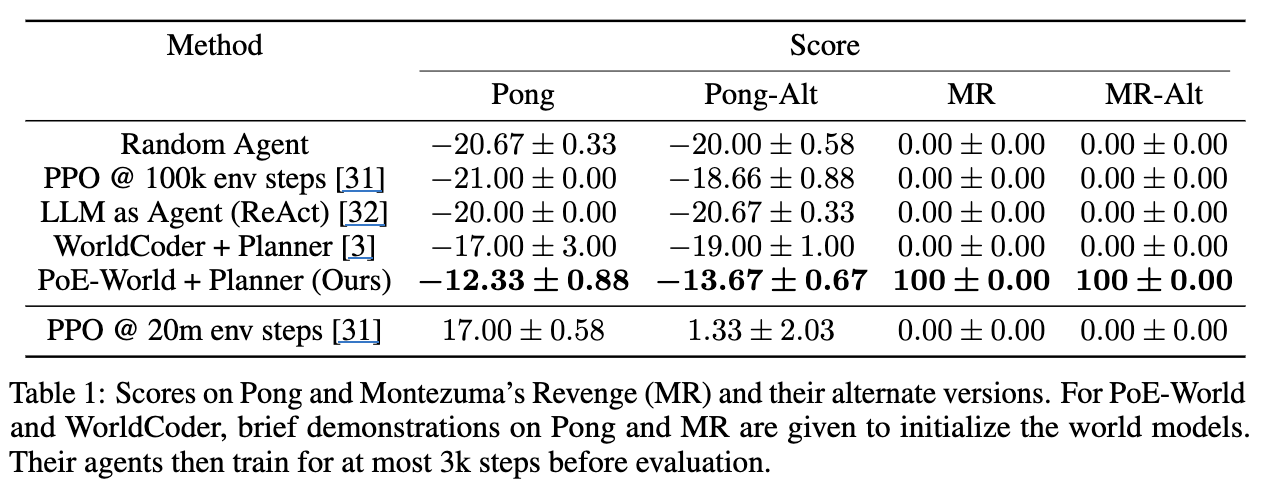 Method Score
Pong Pong-Alt MR MR-Alt
Random Agent −20.67 ± 0.33 −20.00 ± 0.58 0.00 ± 0.00 0.00 ± 0.00
PPO @ 100k env steps [31] −21.00 ± 0.00 −18.66 ± 0.88 0.00 ± 0.00 0.00 ± 0.00
LLM as Agent (ReAct) [32] −20.00 ± 0.00 −20.67 ± 0.33 0.00 ± 0.00 0.00 ± 0.00
WorldCoder + Planner [3] −17.00 ± 3.00 −19.00 ± 1.00 0.00 ± 0.00 0.00 ± 0.00
PoE-World + Planner (Ours) −12.33 ± 0.88 −13.67 ± 0.67 100 ± 0.00 100 ± 0.00
PPO @ 20m env steps [31] 17.00 ± 0.58 1.33 ± 2.03 0.00 ± 0.00 0.00 ± 0.00
Table 1: Scores on Pong and Montezuma's Revenge (MR) and their alternate versions. For PoE-World
and WorldCoder, brief demonstrations on Pong and MR are given to initialize the world models.
Their agents then train for at most 3k steps before evaluation.